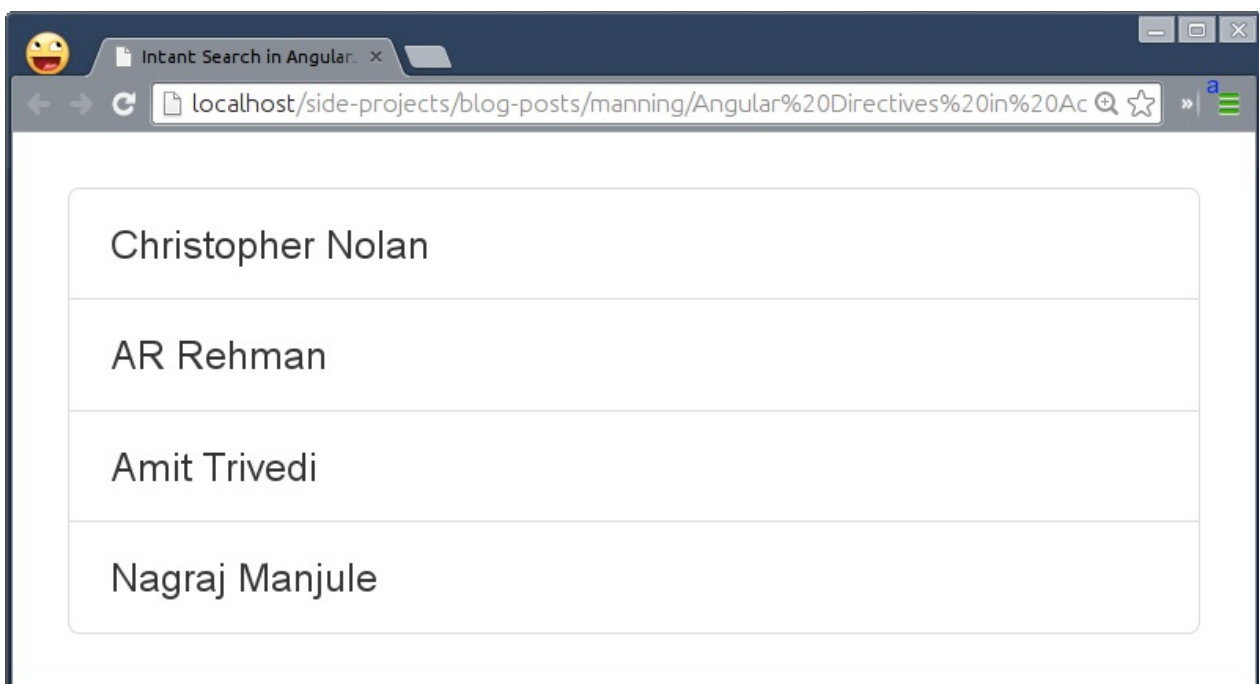 Intant Search in Angular.
localhost/side-projects/blog-posts/manning/Angular%20Directives%20in%20Ac
»
a
Christopher Nolan
AR Rehman
Amit Trivedi
Nagraj Manjule